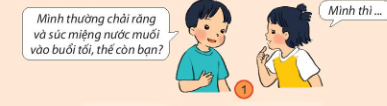 Mình thường chải răng
và súc miệng nước muối
vào buổi tối, thế còn bạn?
Mình thì ...
1